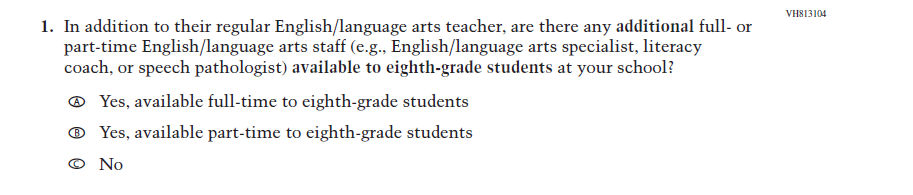 VH813104
1. In addition to their regular English/language arts teacher, are there any additional full- or
part-time English/language arts staff (e.g., English/language arts specialist, literacy
coach, or speech pathologist) available to eighth-grade students at your school?
A Yes, available full-time to eighth-grade students
B Yes, available part-time to eighth-grade students
C No